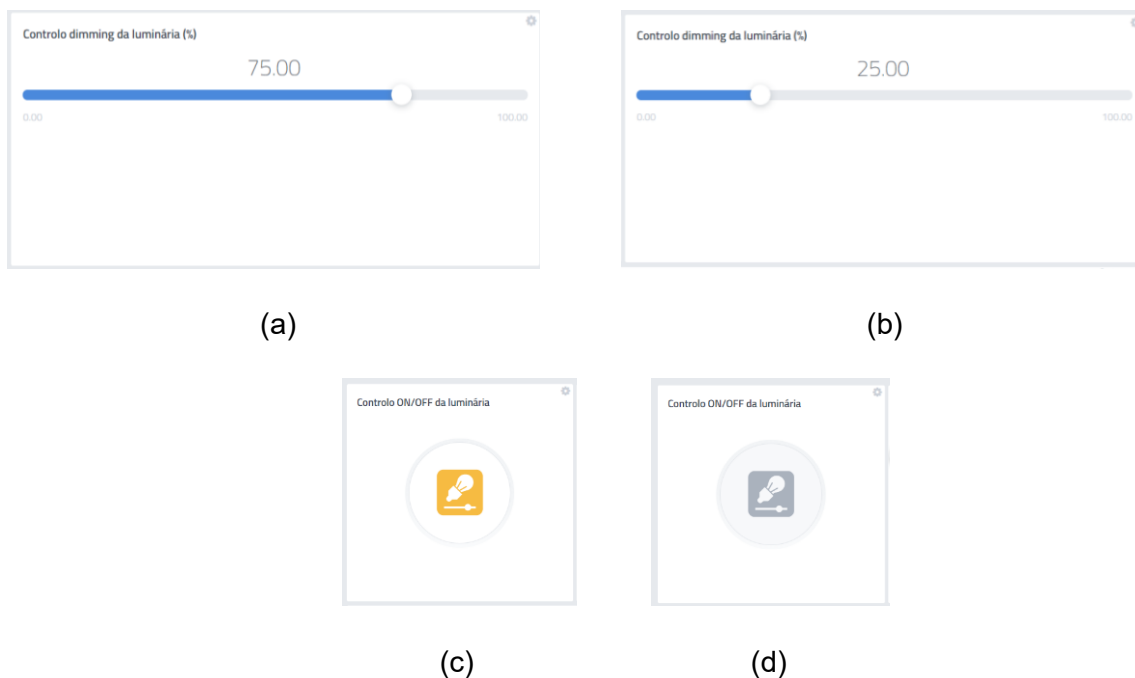 Controlo dimming da luminária (%)
75.00
0.00 100.00
(a)
Controlo dimming da luminária (%)
25.00
0.00 100.00
(b)
Controlo ON/OFF da luminária
(c)
Controlo ON/OFF da luminária
(d)